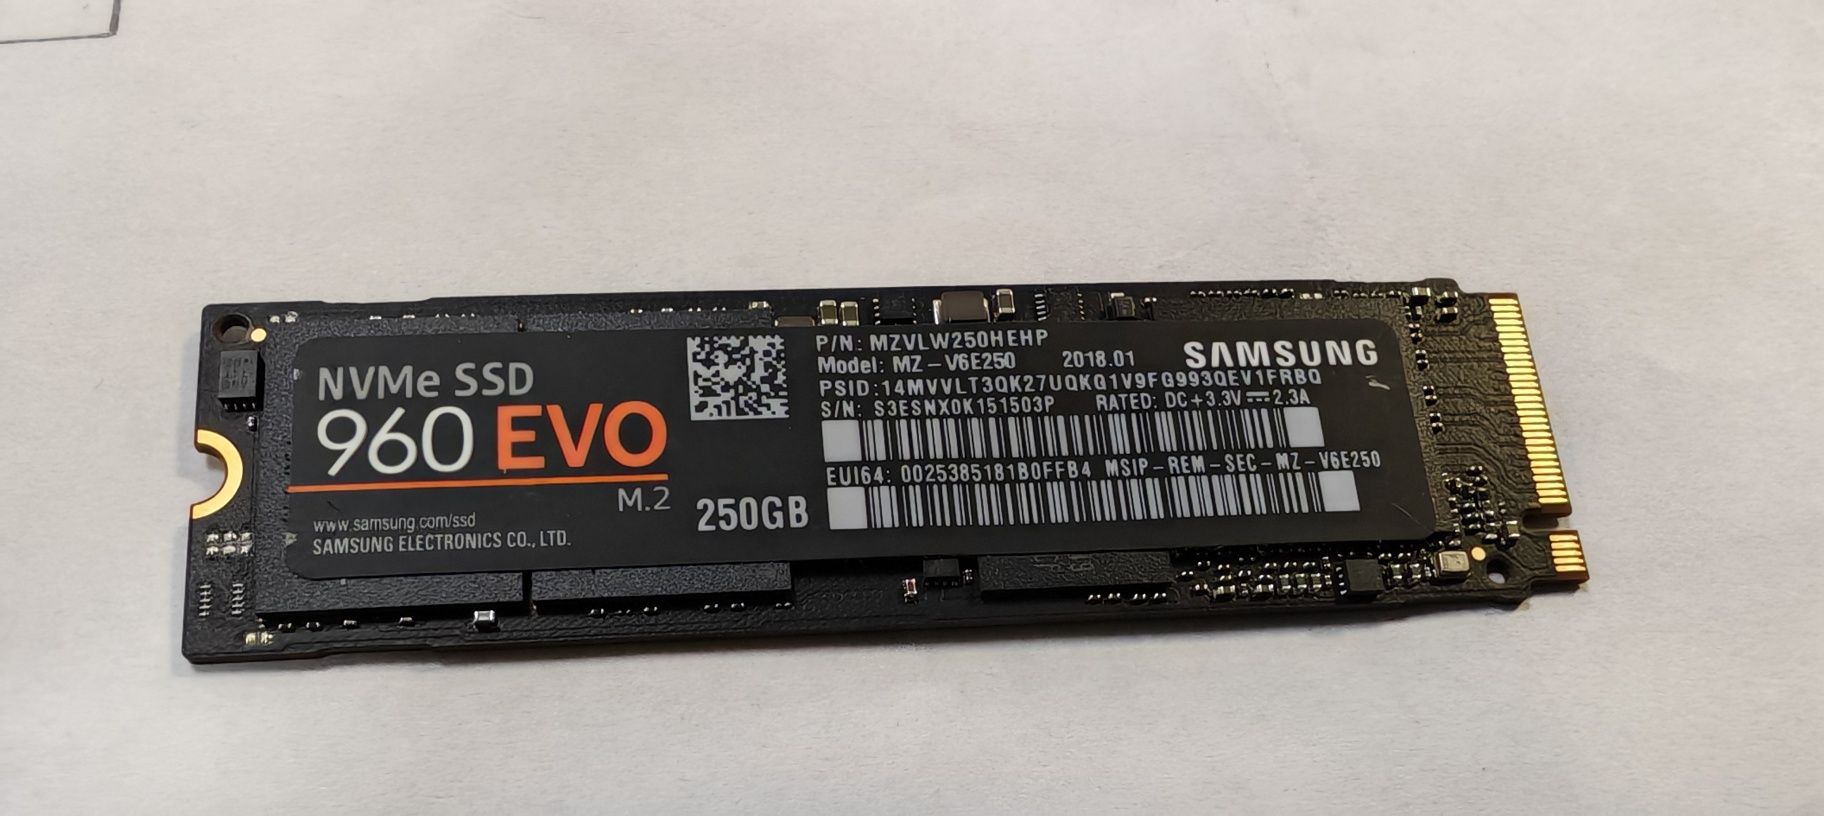 NVMe SSD
960 EVO
M.2
www.samsung.com/ssd
SAMSUNG ELECTRONICS CO., LTD.
250GB
P/N: MZVLW250HEHP
Model: MZ-V6E250 2018.01
SAMSUNG
PSID:14MVVLT3QK27UQKG1V9FG993QEV1FRBQ
S/N: S3ESNX0K151503P RATED: DC+3.3V⎓2.3A
EUI64: 0025385181B0FFB4 MSIP-REM-SEC-MZ-V6E250